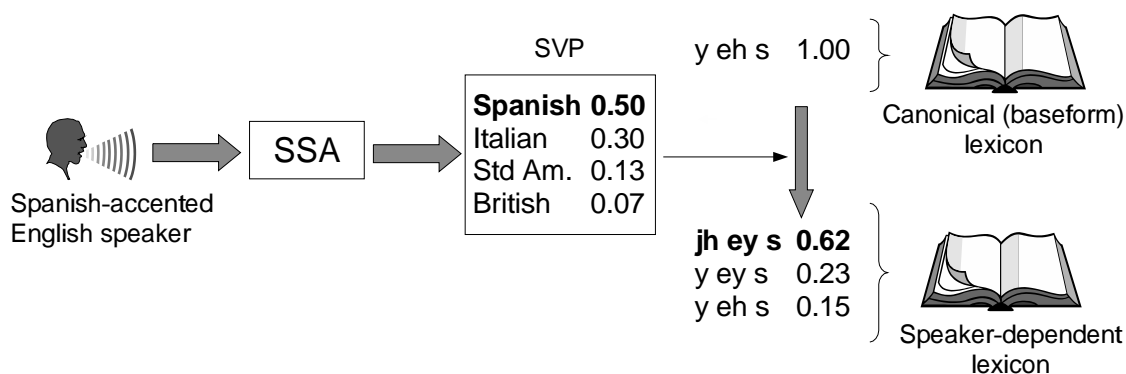 Spanish-accented
English speaker
SSA
SVP
Spanish 0.50
Italian 0.30
Std Am. 0.13
British 0.07
y eh s 1.00
Canonical (baseform)
lexicon
jh ey s 0.62
y ey s 0.23
y eh s 0.15
Speaker-dependent
lexicon